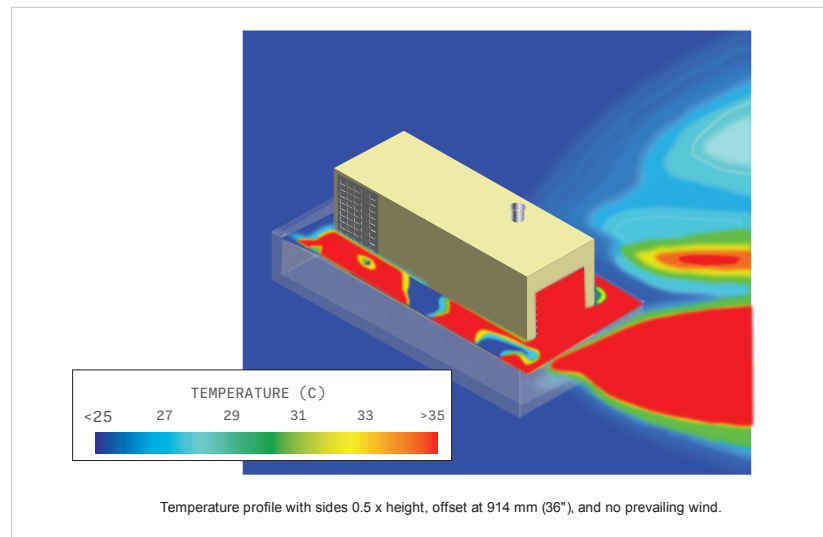 TEMPERATURE (C)
<25 27 29 31 33 >35
Temperature profile with sides 0.5 x height, offset at 914 mm (36"), and no prevailing wind.